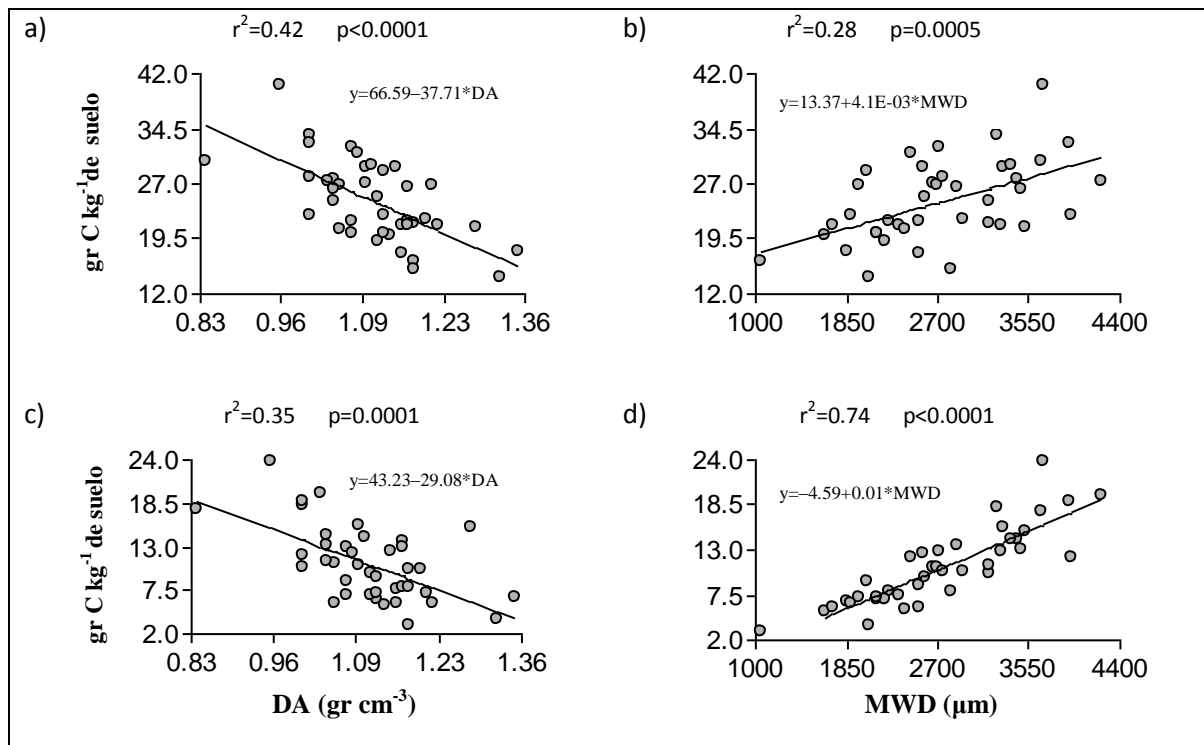 a) r²=0.42 p<0.0001
gr C kg⁻¹de suelo
y=66.59–37.71*DA
42.0
34.5
27.0
19.5
12.0
0.83 0.96 1.09 1.23 1.36
b) r²=0.28 p=0.0005
y=13.37+4.1E-03*MWD
42.0
34.5
27.0
19.5
12.0
1000 1850 2700 3550 4400
c) r²=0.35 p=0.0001
gr C kg⁻¹ de suelo
y=43.23–29.08*DA
24.0
18.5
13.0
7.5
2.0
0.83 0.96 1.09 1.23 1.36
DA (gr cm⁻³)
d) r²=0.74 p<0.0001
y=–4.59+0.01*MWD
24.0
18.5
13.0
7.5
2.0
1000 1850 2700 3550 4400
MWD (µm)